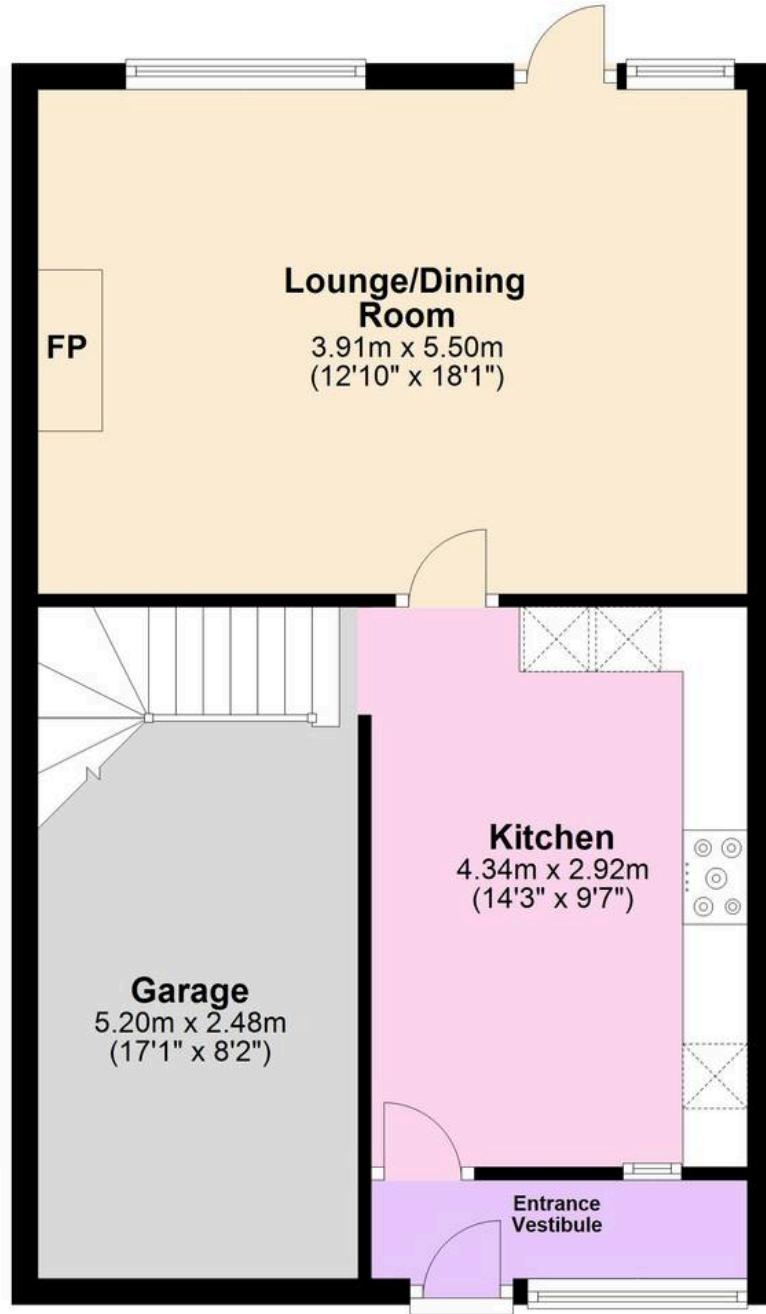 Lounge/Dining
Room
3.91m x 5.50m
(12'10" x 18'1")
FP
Kitchen
4.34m x 2.92m
(14'3" x 9'7")
Garage
5.20m x 2.48m
(17'1" x 8'2")
Entrance
Vestibule